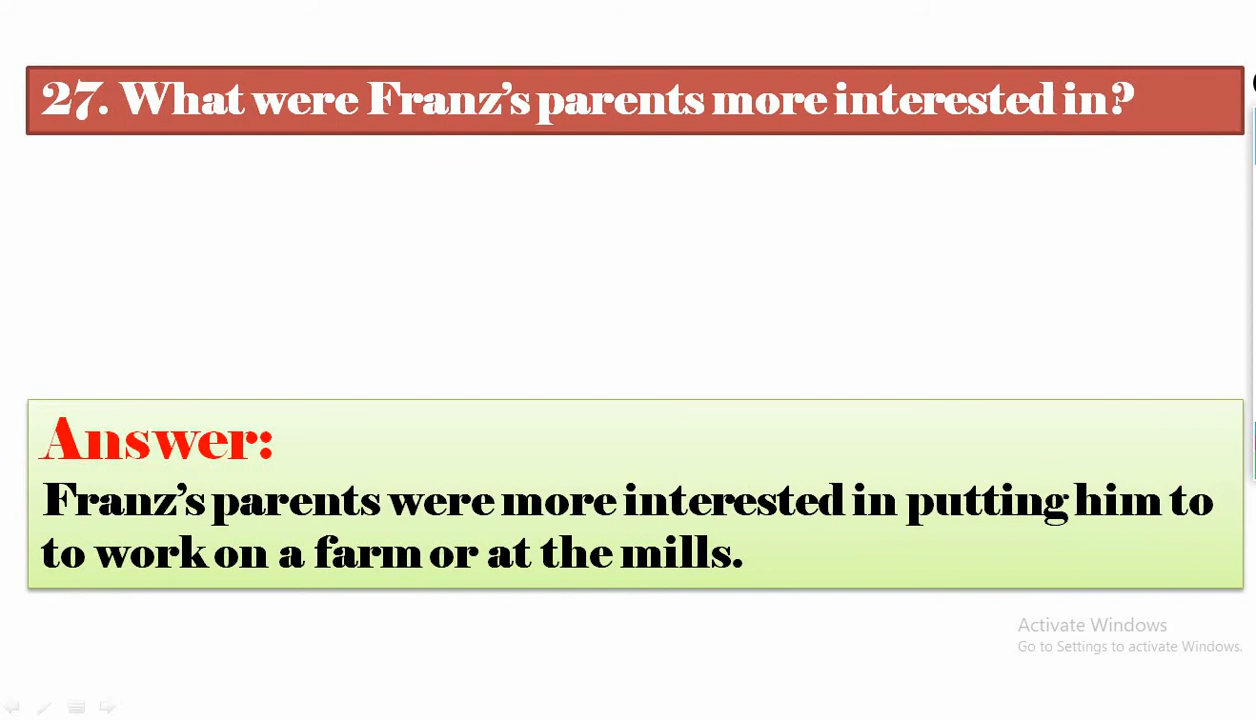 27. What were Franz’s parents more interested in?
Answer:
Franz’s parents were more interested in putting him to
to work on a farm or at the mills.
Activate Windows
Go to Settings to activate Windows.